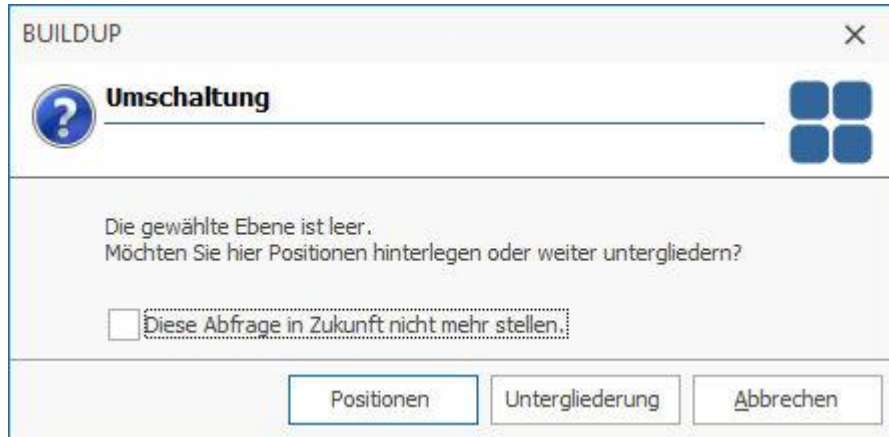 BUILDUP
Umschaltung
Die gewählte Ebene ist leer.
Möchten Sie hier Positionen hinterlegen oder weiter untergliedern?
Diese Abfrage in Zukunft nicht mehr stellen.
Positionen
Untergliederung
Abbrechen